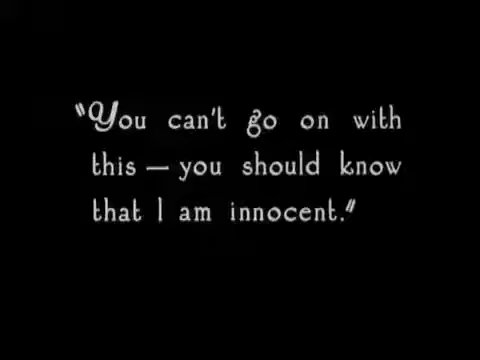 "You can't go on with
this — you should know
that I am innocent."